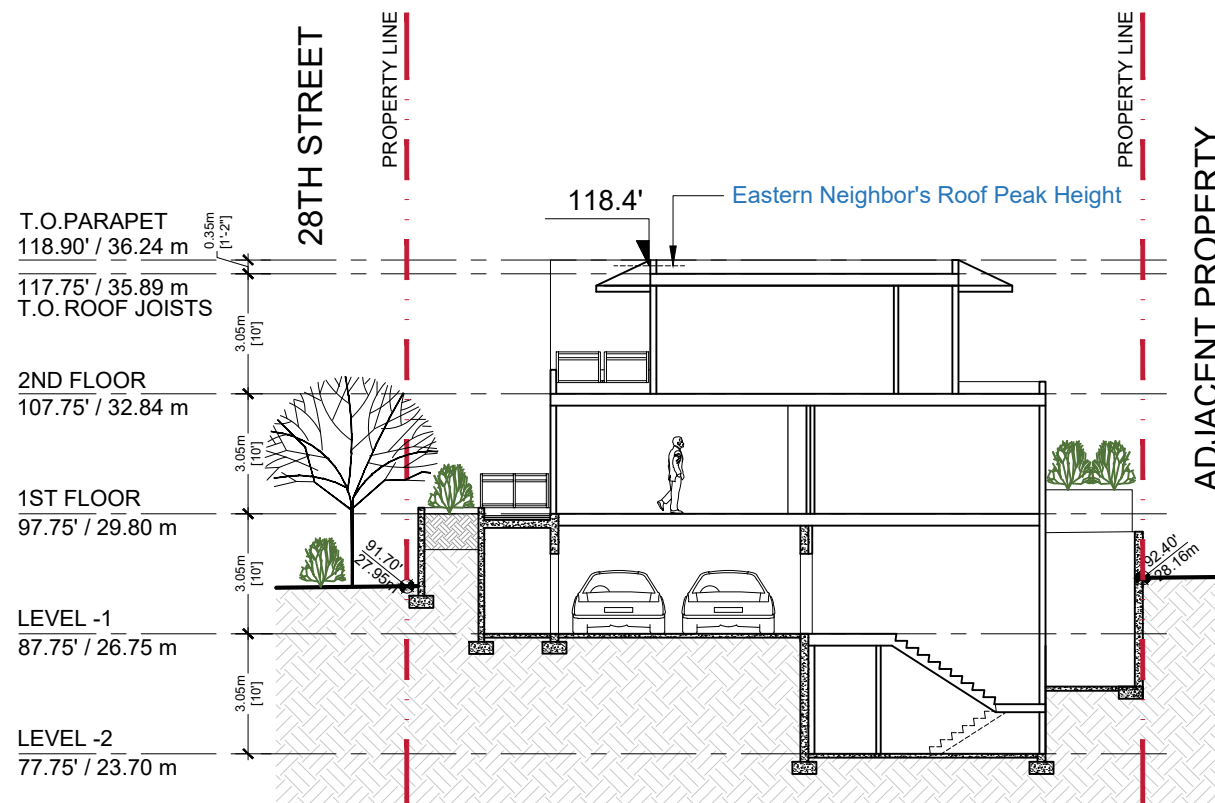 28TH STREET
PROPERTY LINE
PROPERTY LINE
ADJACENT PROPERTY
118.4'
Eastern Neighbor's Roof Peak Height
T.O.PARAPET
118.90' / 36.24 m
0.35m
[1'-2"]
117.75' / 35.89 m
T.O. ROOF JOISTS
3.05m
[10']
2ND FLOOR
107.75' / 32.84 m
3.05m
[10']
1ST FLOOR
97.75' / 29.80 m
91.70'
27.95m
92.40'
28.16m
3.05m
[10']
LEVEL -1
87.75' / 26.75 m
3.05m
[10']
LEVEL -2
77.75' / 23.70 m